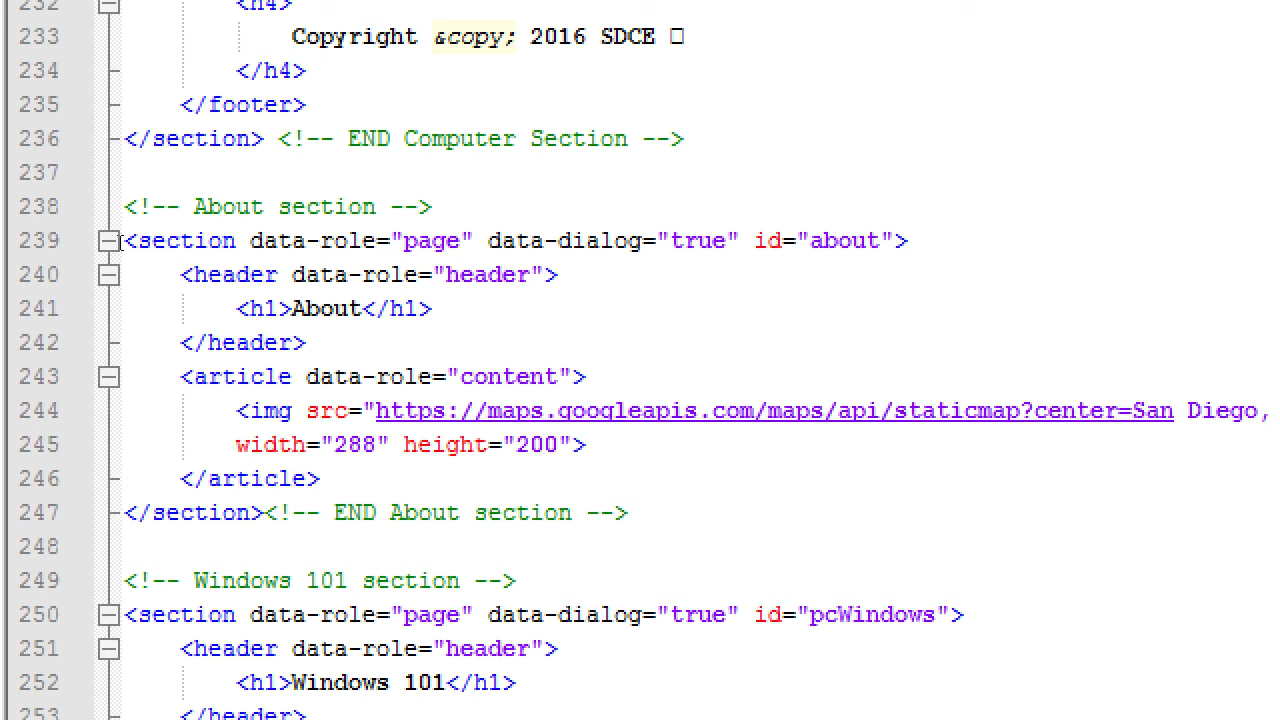 232 <h4>
233 Copyright &copy; 2016 SDCE □
234 </h4>
235 </footer>
236 </section> <!-- END Computer Section -->
237
238 <!-- About section -->
239 <section data-role="page" data-dialog="true" id="about">
240 <header data-role="header">
241 <h1>About</h1>
242 </header>
243 <article data-role="content">
244 <img src="https://maps.googleapis.com/maps/api/staticmap?center=San Diego,
245 width="288" height="200">
246 </article>
247 </section><!-- END About section -->
248
249 <!-- Windows 101 section -->
250 <section data-role="page" data-dialog="true" id="pcWindows">
251 <header data-role="header">
252 <h1>Windows 101</h1>
253 </header>